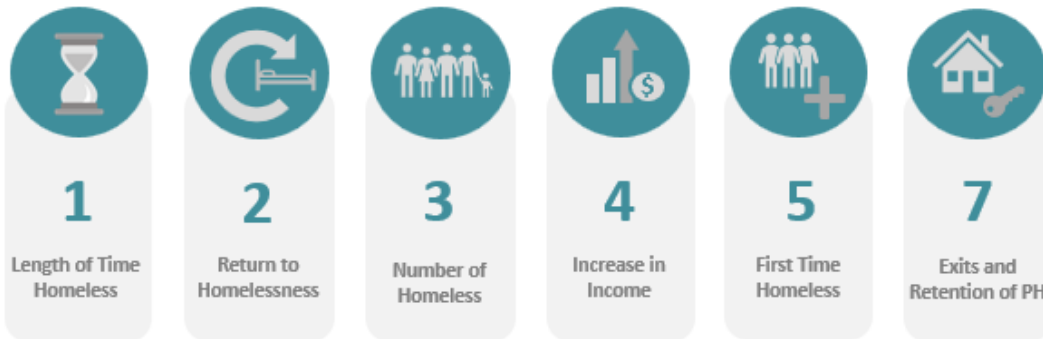 1
Length of Time
Homeless
2
Return to
Homelessness
3
Number of
Homeless
4
$
Increase in
Income
5
First Time
Homeless
7
Exits and
Retention of PH